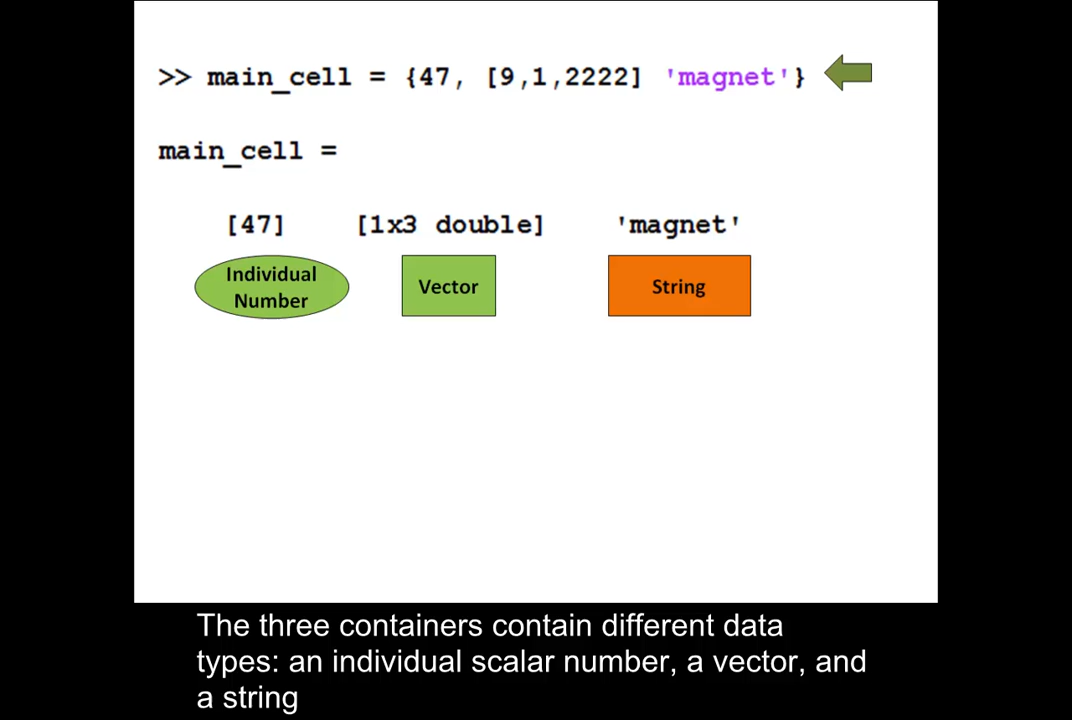 >> main_cell = {47, [9,1,2222] 'magnet'}
main_cell =
[47] [1x3 double] 'magnet'
Individual
Number
Vector
String
The three containers contain different data
types: an individual scalar number, a vector, and
a string